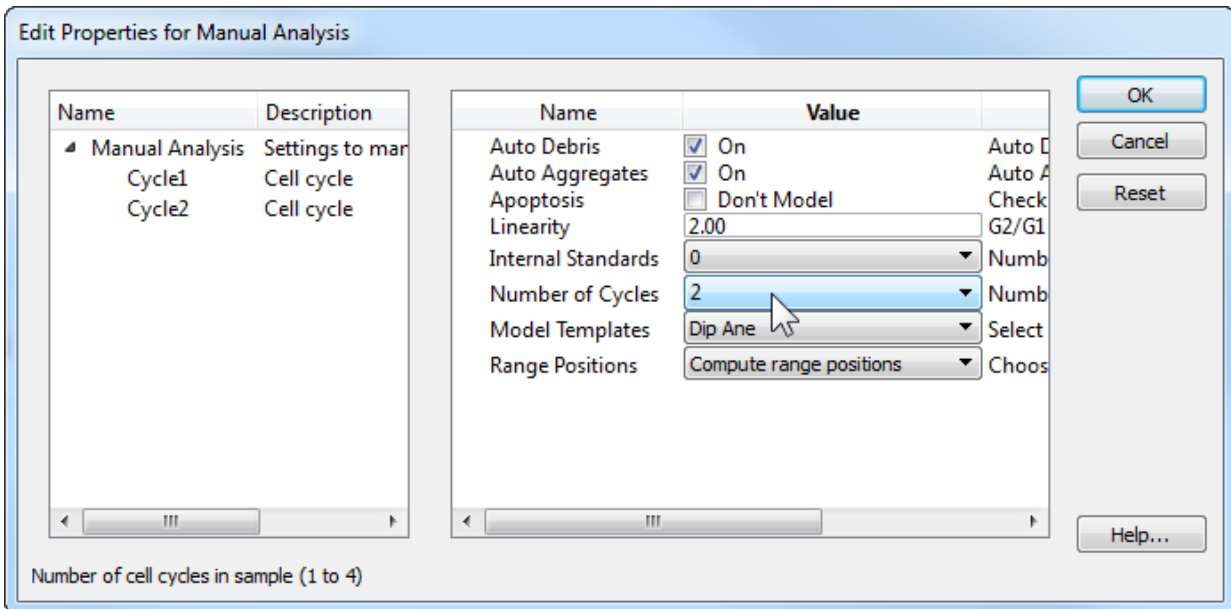 Edit Properties for Manual Analysis
Name Description
Manual Analysis Settings to mar
Cycle1 Cell cycle
Cycle2 Cell cycle
Name Value
Auto Debris On Auto D
Auto Aggregates On Auto A
Apoptosis Don't Model Check
Linearity 2.00 G2/G1
Internal Standards 0 Numb
Number of Cycles 2 Numb
Model Templates Dip Ane Select
Range Positions Compute range positions Choos
OK
Cancel
Reset
Help...
Number of cell cycles in sample (1 to 4)